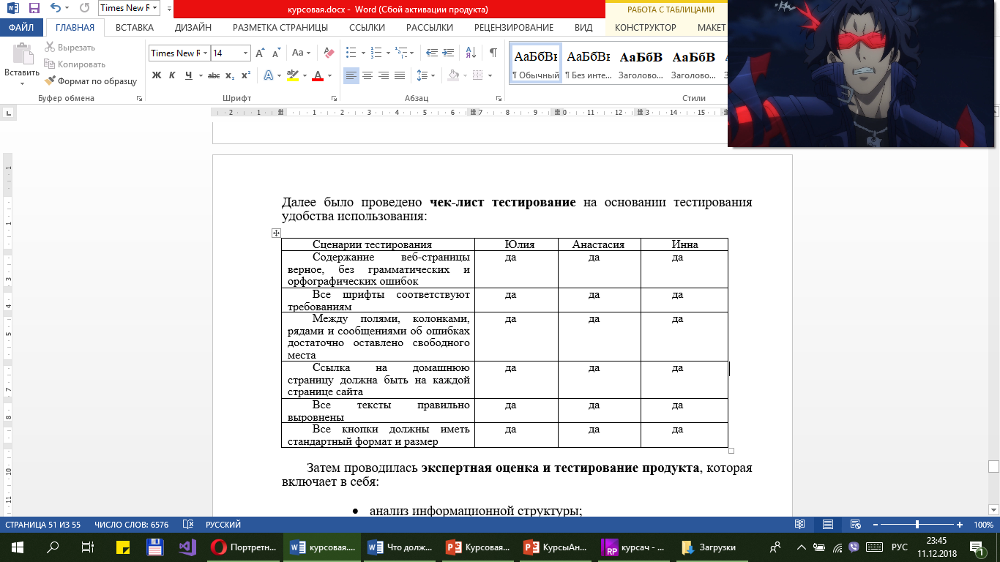 Times New R
курсовая.docx - Word (Сбой активации продукта)
РАБОТА С ТАБЛИЦАМИ
ФАЙЛ ГЛАВНАЯ ВСТАВКА ДИЗАЙН РАЗМЕТКА СТРАНИЦЫ ССЫЛКИ РАССЫЛКИ РЕЦЕНЗИРОВАНИЕ ВИД КОНСТРУКТОР МАКЕТ
Вставить
Вырезать
Копировать
Формат по образцу
Буфер обмена
Times New R 14
Шрифт
Абзац
АаБбВ АаБбВ АаБбВ АаБбВ
¶ Обычный ¶ Без инте... Заголово... Заголово...
Стили
Далее было проведено чек-лист тестирование на основании тестирования
удобства использования:
Сценарии тестирования Юлия Анастасия Инна
Содержание веб-страницы да да да
верное, без грамматических и
орфографических ошибок
Все шрифты соответствуют да да да
требованиям
Между полями, колонками, да да да
рядами и сообщениями об ошибках
достаточно оставлено свободного
места
Ссылка на домашнюю да да да
страницу должна быть на каждой
странице сайта
Все тексты правильно да да да
выровнены
Все кнопки должны иметь да да да
стандартный формат и размер
Затем проводилась экспертная оценка и тестирование продукта, которая
включает в себя:
• анализ информационной структуры;
СТРАНИЦА 51 ИЗ 55 ЧИСЛО СЛОВ: 6576 РУССКИЙ 100%
Портретн... курсовая.... Что долж... Курсовая... КурсыАн... курсач - ... Загрузки РУС 23:45
11.12.2018